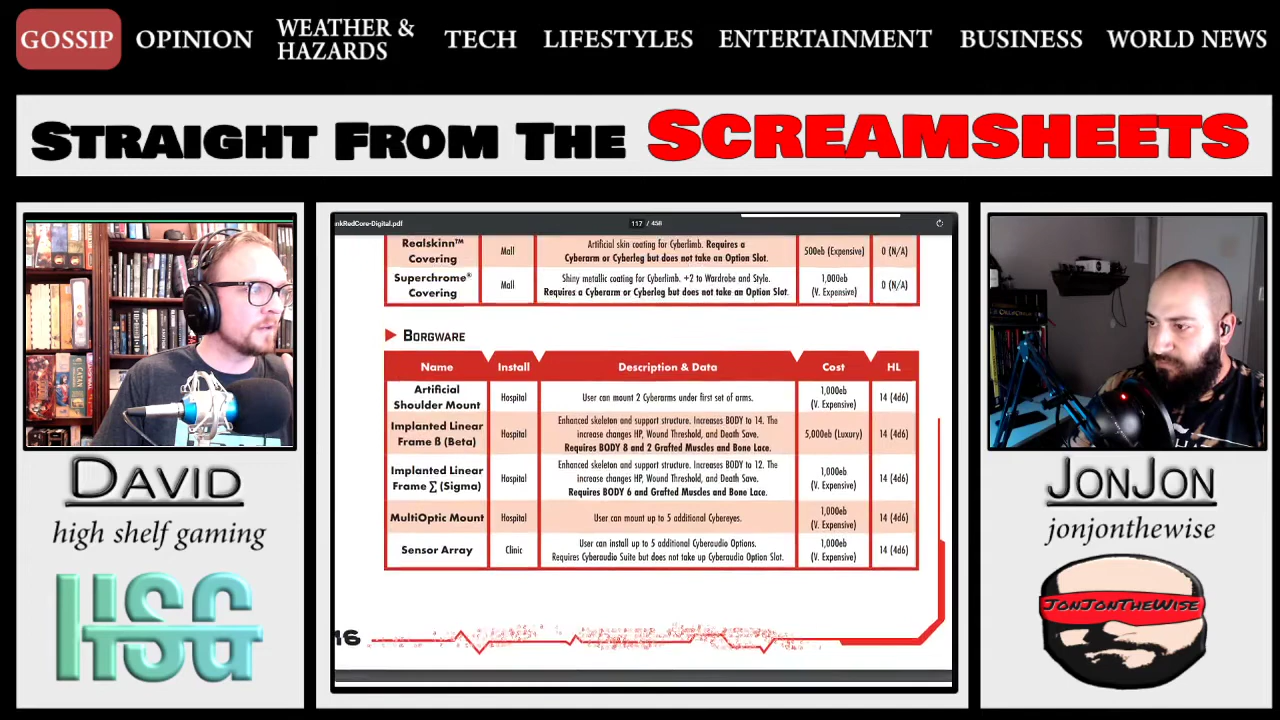 GOSSIP
OPINION
WEATHER &
HAZARDS
TECH
LIFESTYLES
ENTERTAINMENT
BUSINESS
WORLD NEWS
STRAIGHT FROM THE SCREAMSHEETS
nkRedCore-Digital.pdf
117 / 458
Realskinn™
Covering
Mall
Artificial skin coating for Cyberlimb. Requires a
Cyberarm or Cyberleg but does not take an Option Slot.
500eb (Expensive)
0 (N/A)
Superchrome®
Covering
Mall
Shiny metallic coating for Cyberlimb. +2 to Wardrobe and Style.
Requires a Cyberarm or Cyberleg but does not take an Option Slot.
1,000eb
(V. Expensive)
0 (N/A)
BORGWARE
Name
Install
Description & Data
Cost
HL
Artificial
Shoulder Mount
Hospital
User can mount 2 Cyberarms under first set of arms.
1,000eb
(V. Expensive)
14 (4d6)
Implanted Linear
Frame ß (Beta)
Hospital
Enhanced skeleton and support structure. Increases BODY to 14. The
increase changes HP, Wound Threshold, and Death Save.
Requires BODY 8 and 2 Grafted Muscles and Bone Lace.
5,000eb (Luxury)
14 (4d6)
Implanted Linear
Frame ∑ (Sigma)
Hospital
Enhanced skeleton and support structure. Increases BODY to 12. The
increase changes HP, Wound Threshold, and Death Save.
Requires BODY 6 and Grafted Muscles and Bone Lace.
1,000eb
(V. Expensive)
14 (4d6)
MultiOptic Mount
Hospital
User can mount up to 5 additional Cybereyes.
1,000eb
(V. Expensive)
14 (4d6)
Sensor Array
Clinic
User can install up to 5 additional Cyberaudio Options.
Requires Cyberaudio Suite but does not take up Cyberaudio Option Slot.
1,000eb
(V. Expensive)
14 (4d6)
16
CATAN
DAVID
high shelf gaming
HSG
JONJON
jonjonthewise
JONJONTHEWISE